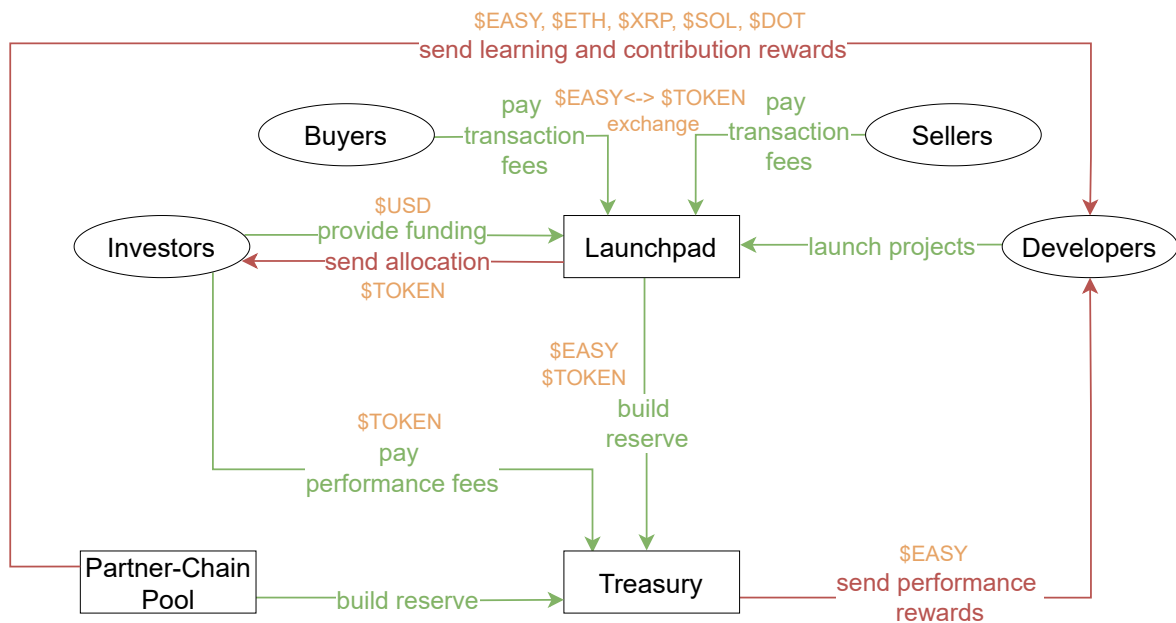 $EASY, $ETH, $XRP, $SOL, $DOT
send learning and contribution rewards
Buyers
pay
transaction
fees
$EASY<-> $TOKEN
exchange
pay
transaction
fees
Sellers
Investors
$USD
provide funding
send allocation
$TOKEN
Launchpad
launch projects
Developers
$EASY
$TOKEN
build
reserve
$TOKEN
pay
performance fees
Partner-Chain
Pool
build reserve
Treasury
$EASY
send performance
rewards